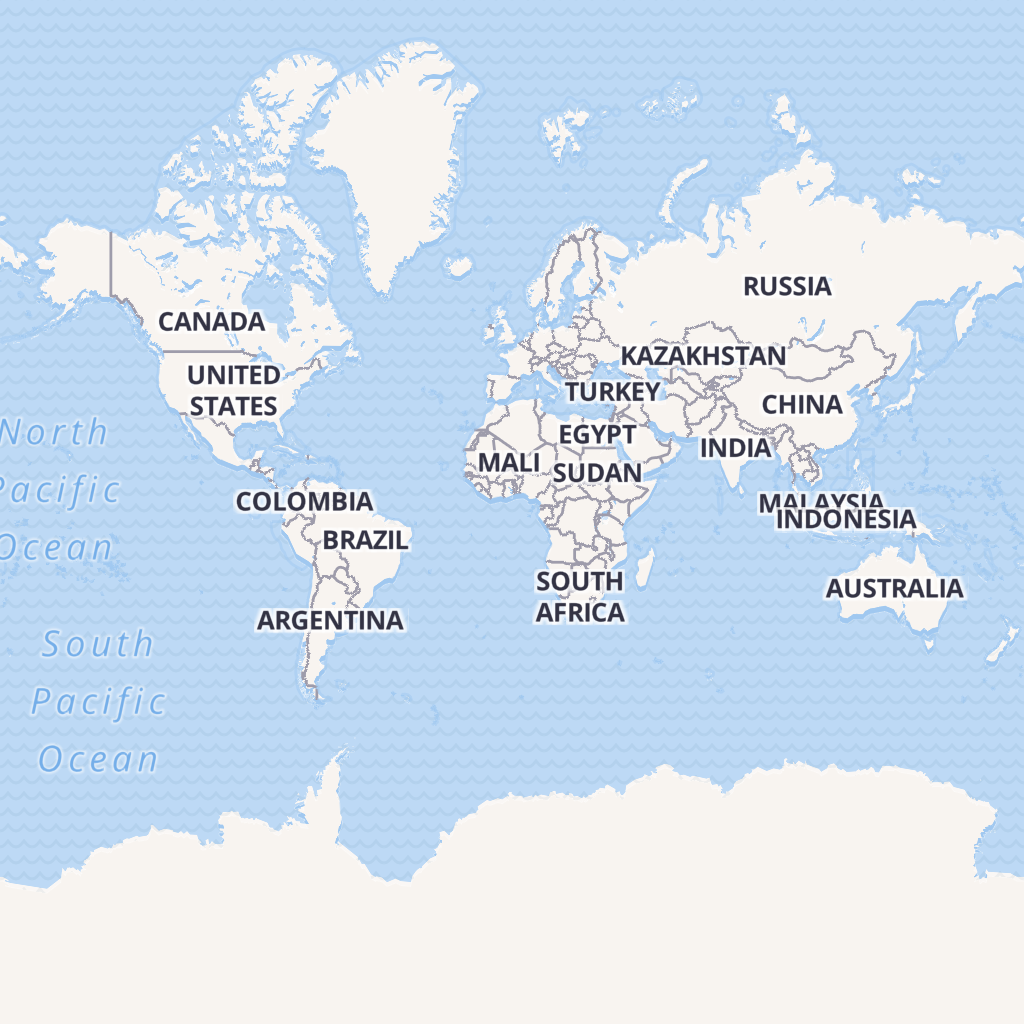 RUSSIA
CANADA
KAZAKHSTAN
UNITED
STATES
TURKEY
CHINA
North
Pacific
Ocean
EGYPT
INDIA
MALI
SUDAN
COLOMBIA
MALAYSIA
INDONESIA
BRAZIL
SOUTH
AFRICA
AUSTRALIA
ARGENTINA
South
Pacific
Ocean